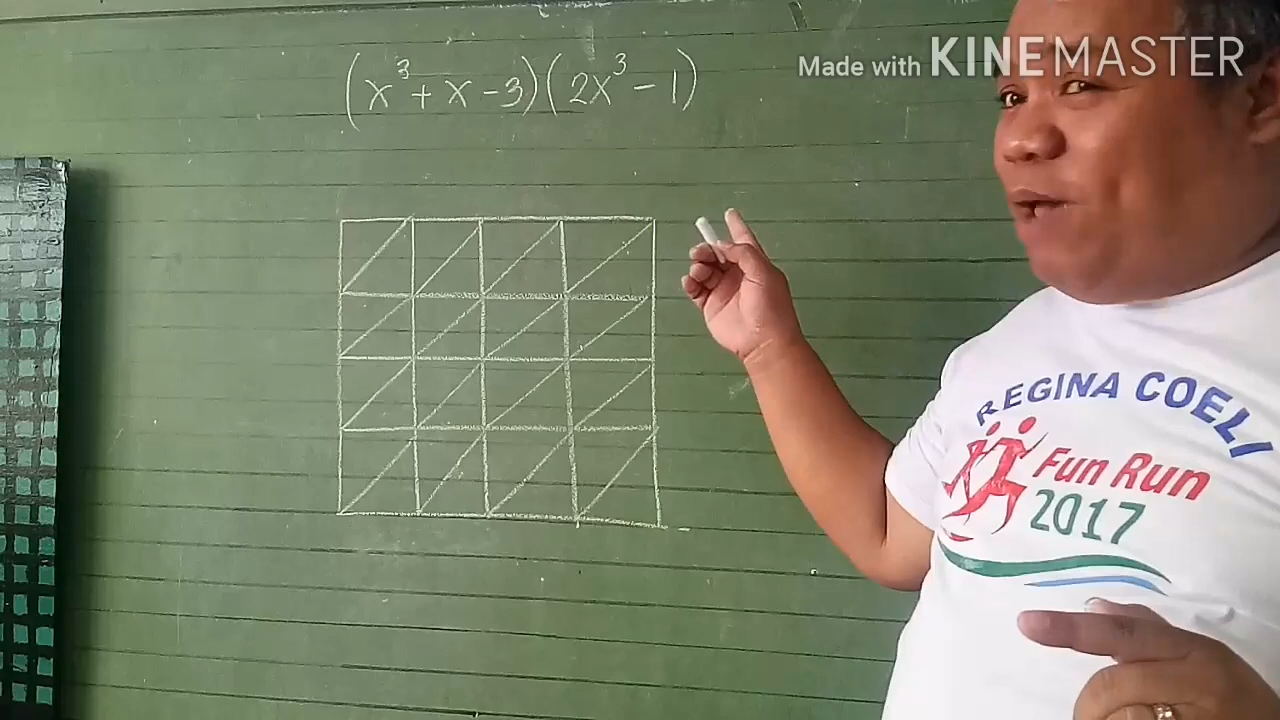 Made with KINEMASTER
(x³ + x - 3)(2x³ - 1)
REGINA COELI
Fun Run
2017